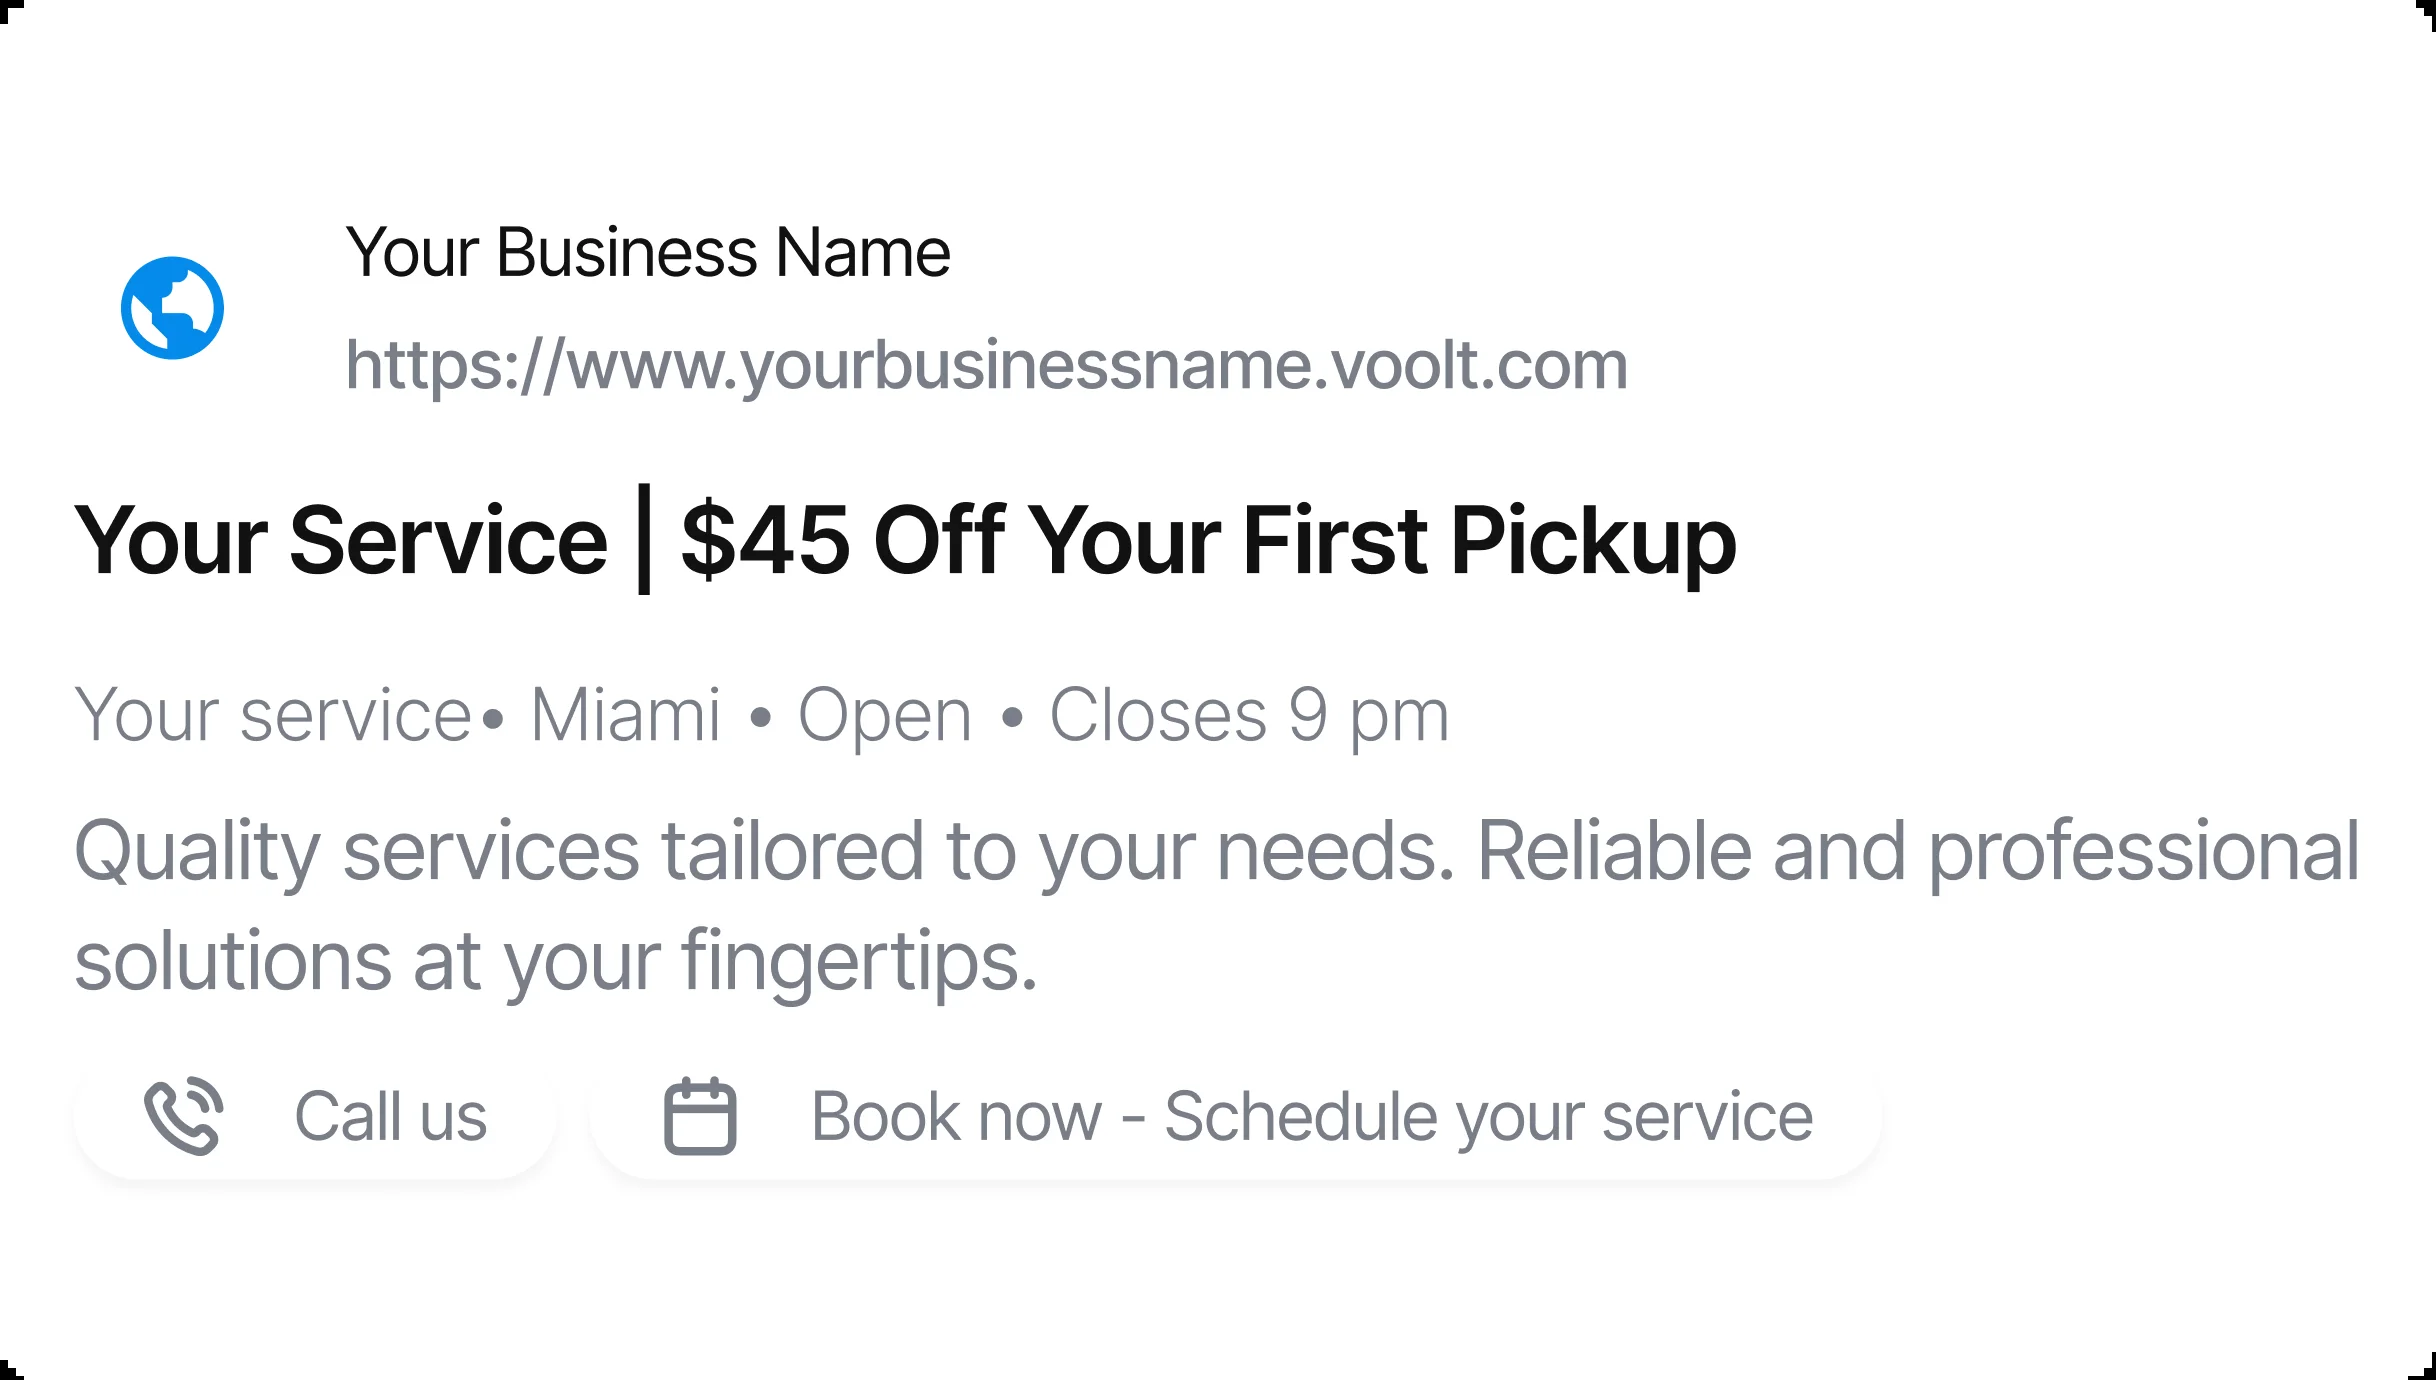 Your Business Name
https://www.yourbusinessname.voolt.com
Your Service | $45 Off Your First Pickup
Your service• Miami • Open • Closes 9 pm
Quality services tailored to your needs. Reliable and professional
solutions at your fingertips.
Call us
Book now - Schedule your service